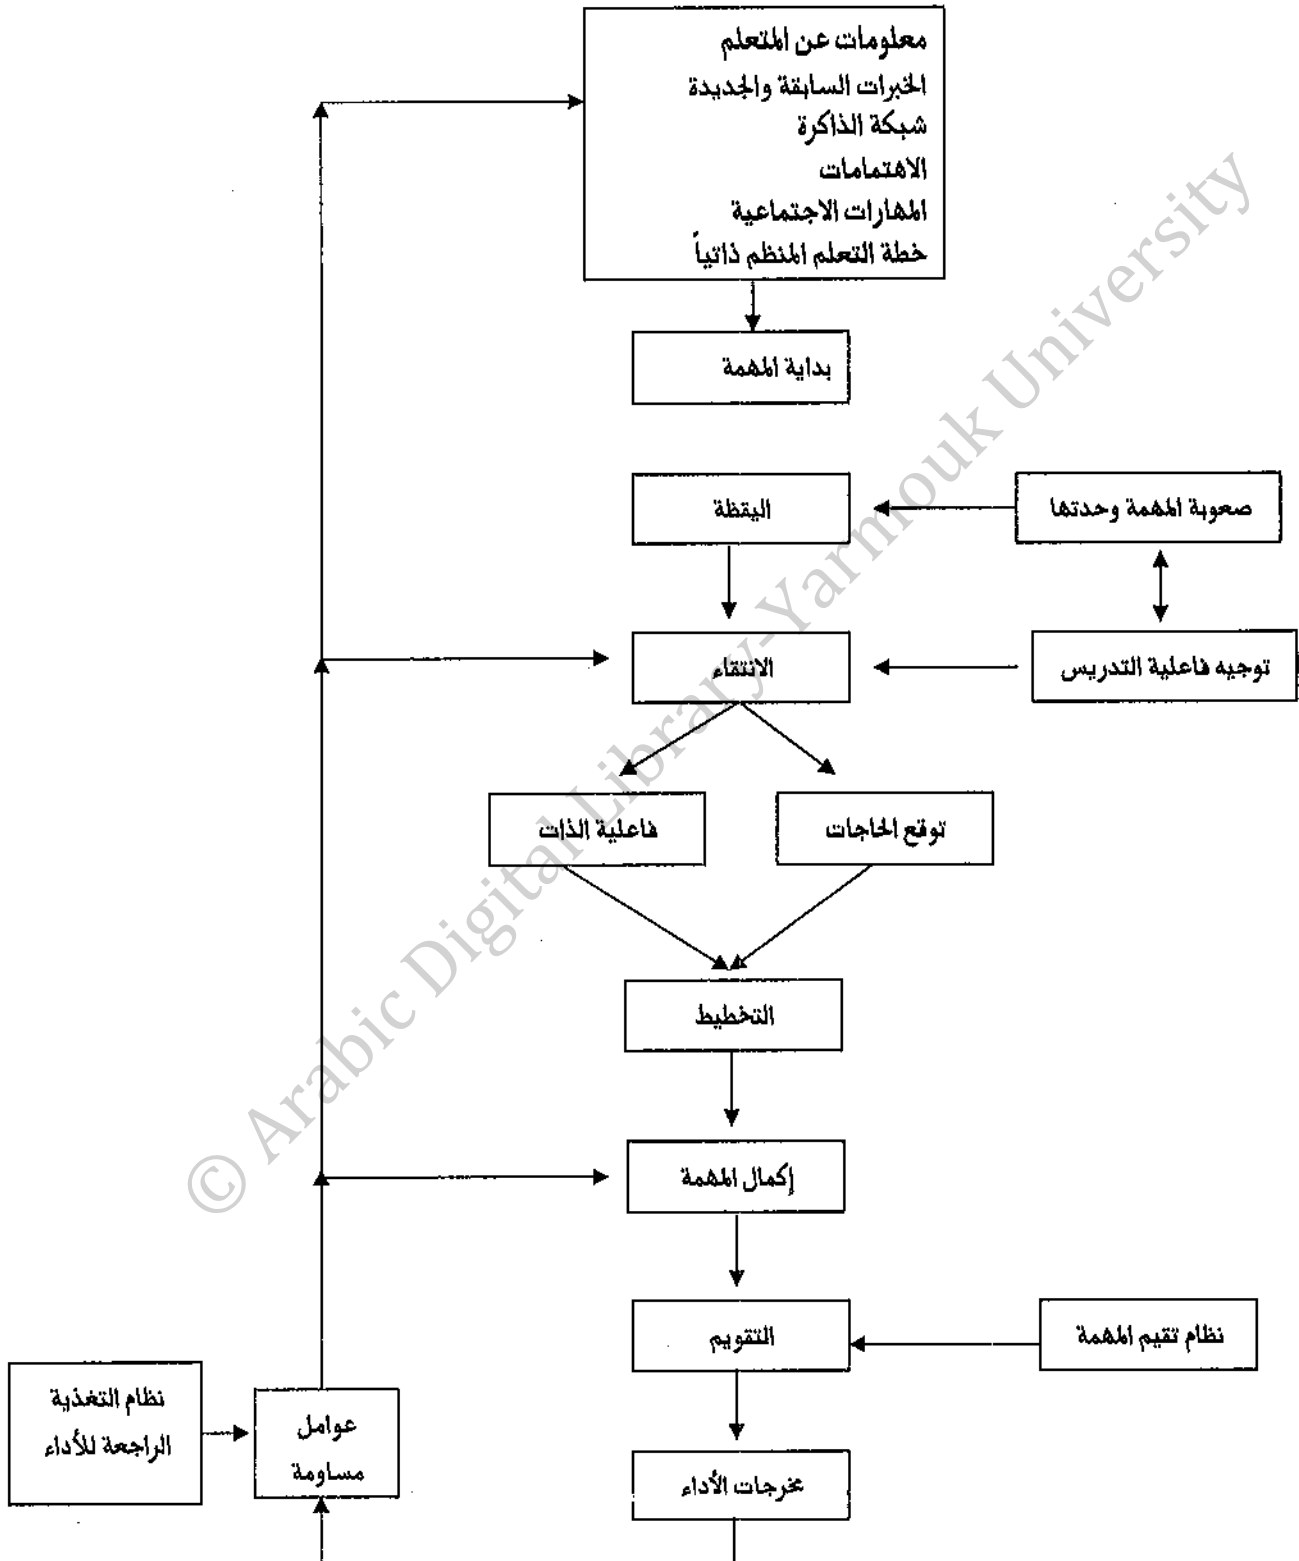 معلومات عن المتعلم
الخبرات السابقة والجديدة
شبكة الذاكرة
الاهتمامات
المهارات الاجتماعية
خطة التعلم المنظم ذاتياً
بداية المهمة
اليقظة
صعوبة المهمة وحدتها
الانتقاء
توجيه فاعلية التدريس
توقع الحاجات
فاعلية الذات
التخطيط
إكمال المهمة
التقويم
نظام تقيم المهمة
مخرجات الأداء
عوامل
مساومة
نظام التغذية
الراجعة للأداء
© Arabic Digital Library-Yarmouk University